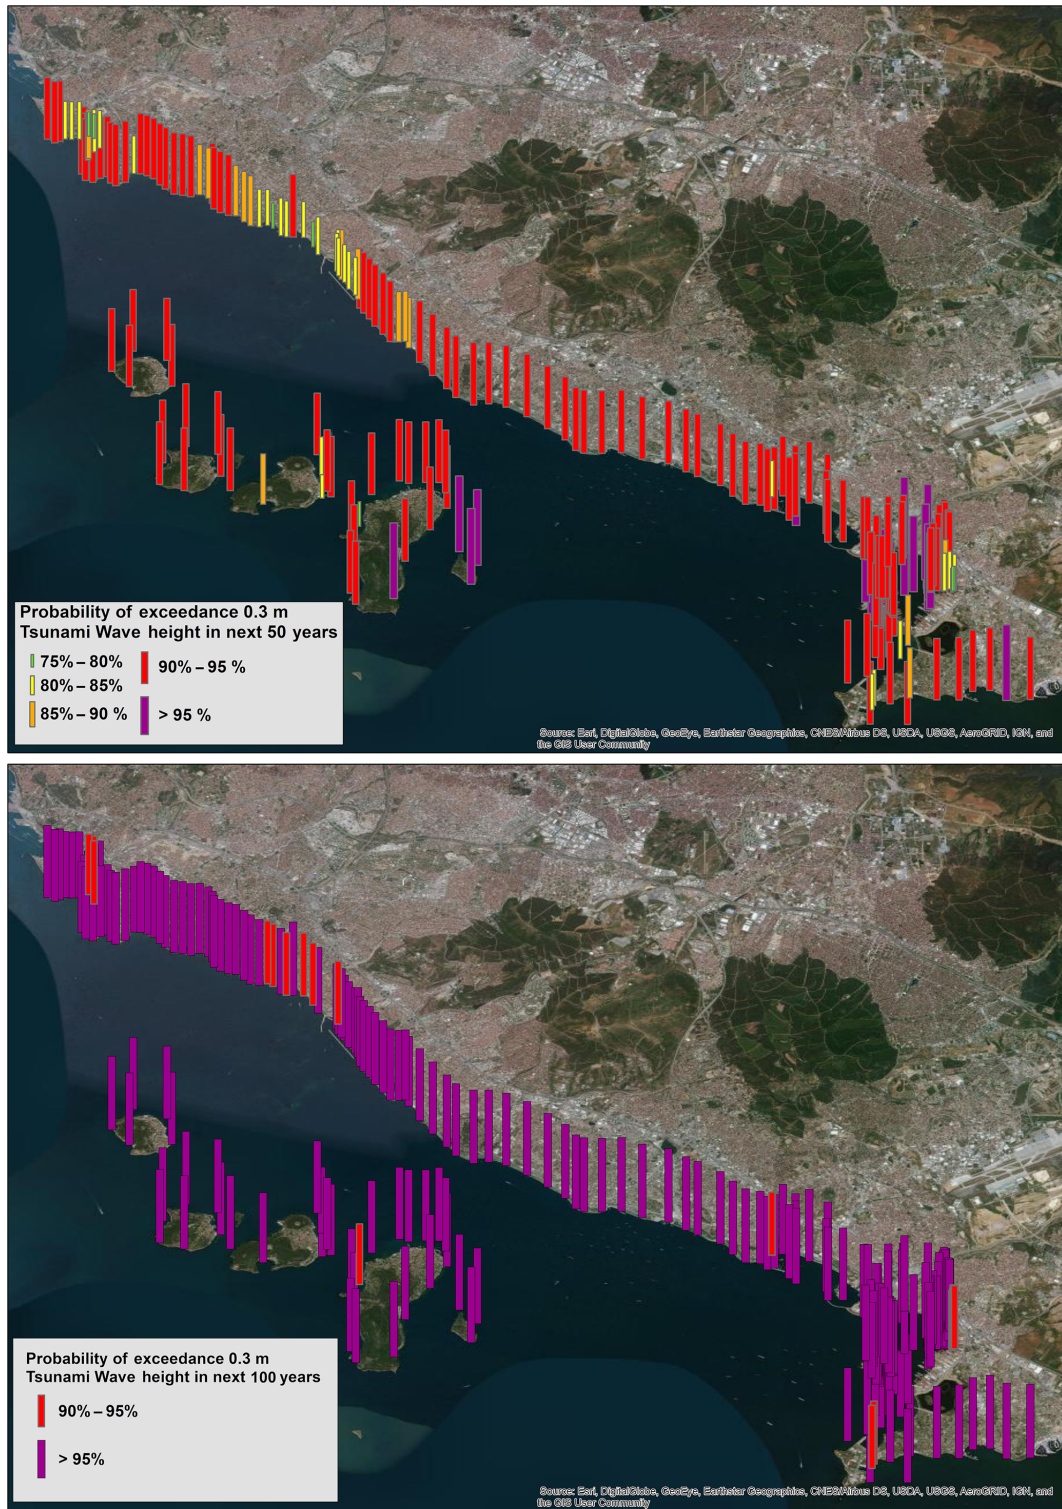 Probability of exceedance 0.3 m
Tsunami Wave height in next 50 years
75% – 80%
80% – 85%
85% – 90 %
90% – 95 %
> 95 %
Source: Esri, DigitalGlobe, GeoEye, Earthstar Geographics, CNES/Airbus DS, USDA, USGS, AeroGRID, IGN, and
the GIS User Community
Probability of exceedance 0.3 m
Tsunami Wave height in next 100 years
90% – 95%
> 95%
Source: Esri, DigitalGlobe, GeoEye, Earthstar Geographics, CNES/Airbus DS, USDA, USGS, AeroGRID, IGN, and
the GIS User Community